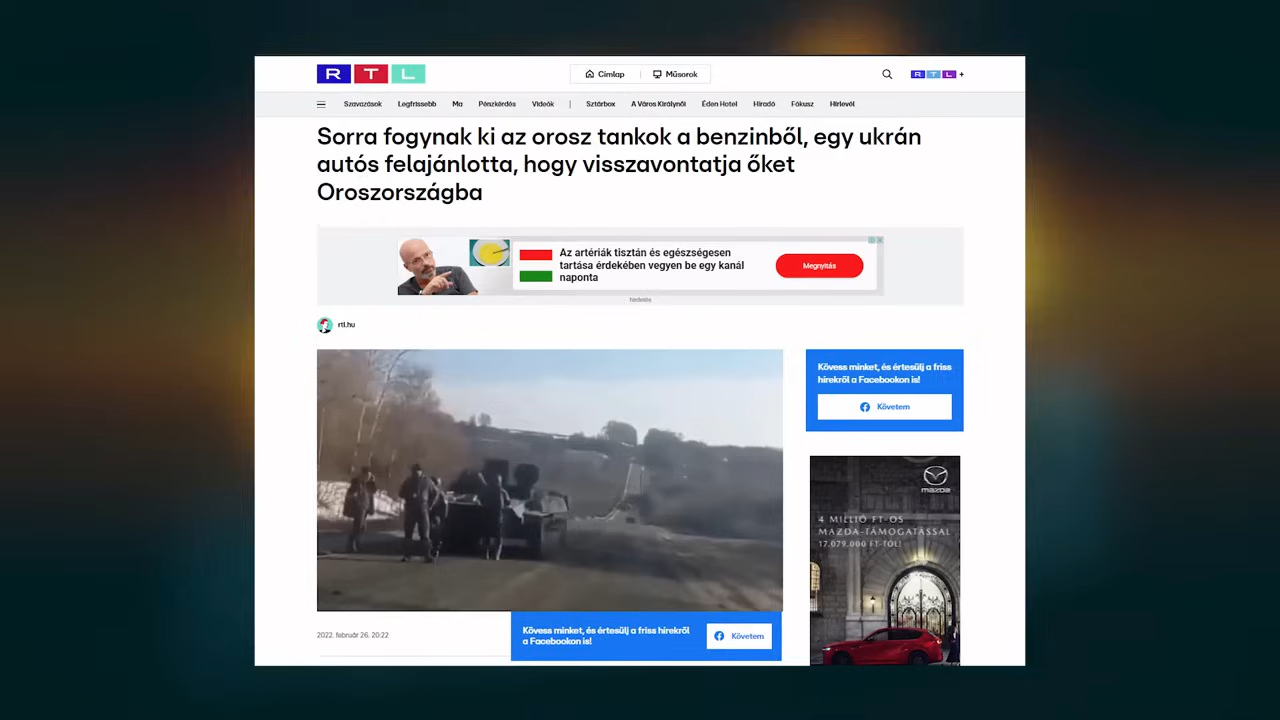 RTL
Címlap
Műsorok
RTL+
Szavazások Legfrissebb Ma Pénzkérdés Videók | Sztárbox A Város Királynői Éden Hotel Híradó Fókusz Hírlevél
Sorra fogynak ki az orosz tankok a benzinből, egy ukrán
autós felajánlotta, hogy visszavontatja őket
Oroszországba
Az artériák tisztán és egészségesen
tartása érdekében vegyen be egy kanál
naponta
Megnyitás
hirdetés
rtl.hu
Kövess minket, és értesülj a friss
hírekről a Facebookon is!
Követem
mazda
4 MILLIÓ FT-OS
MAZDA-TÁMOGATÁSSAL
17.079.000 FT-TÓL!
2022. február 26. 20:22
Kövess minket, és értesülj a friss hírekről
a Facebookon is!
Követem